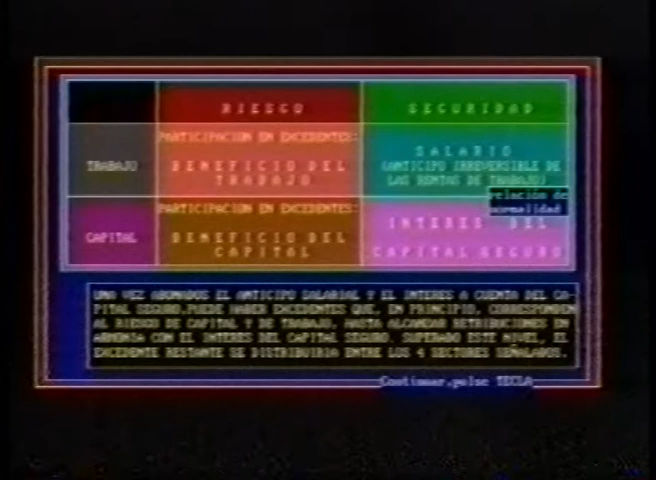 RIESGO SEGURIDAD
PARTICIPACION EN EXCEDENTES:
TRABAJO BENEFICIO DEL
TRABAJO
SALARIO
(ANTICIPO IRREVERSIBLE DE
LAS RENTAS DE TRABAJO)
relación de
normalidad
PARTICIPACION EN EXCEDENTES:
CAPITAL BENEFICIO DEL
CAPITAL
INTERES DEL
CAPITAL SEGURO
UNA VEZ ABONADOS EL ANTICIPO SALARIAL Y EL INTERES A CUENTA DEL CA-
PITAL SEGURO,PUEDE HABER EXCEDENTES QUE, EN PRINCIPIO, CORRESPONDEN
AL RIESGO DE CAPITAL Y DE TRABAJO, HASTA ALCANZAR RETRIBUCIONES EN
ARMONIA CON EL INTERES DEL CAPITAL SEGURO. SUPERADO ESTE NIVEL, EL
EXCEDENTE RESTANTE SE DISTRIBUIRIA ENTRE LOS 4 SECTORES SEÑALADOS.
Continuar,pulse TECLA